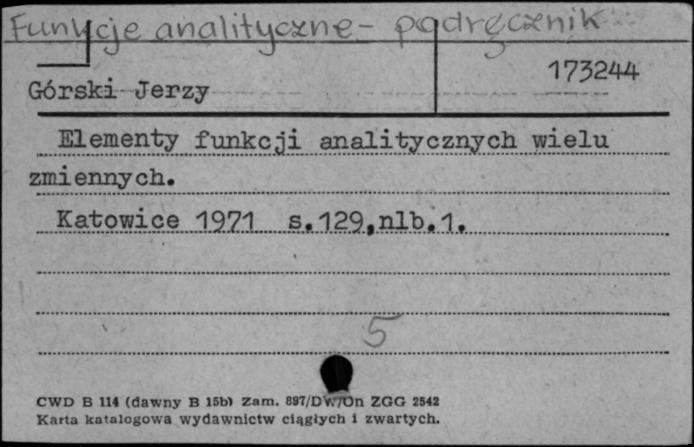 Funkcje analityczne - podręcznik
173244
Górski Jerzy
Elementy funkcji analitycznych wielu
zmiennych.
Katowice 1971 s.129,nlb.1.
5
CWD B 114 (dawny B 15b) Zam. 897/DW/Un ZGG 2542
Karta katalogowa wydawnictw ciągłych i zwartych.